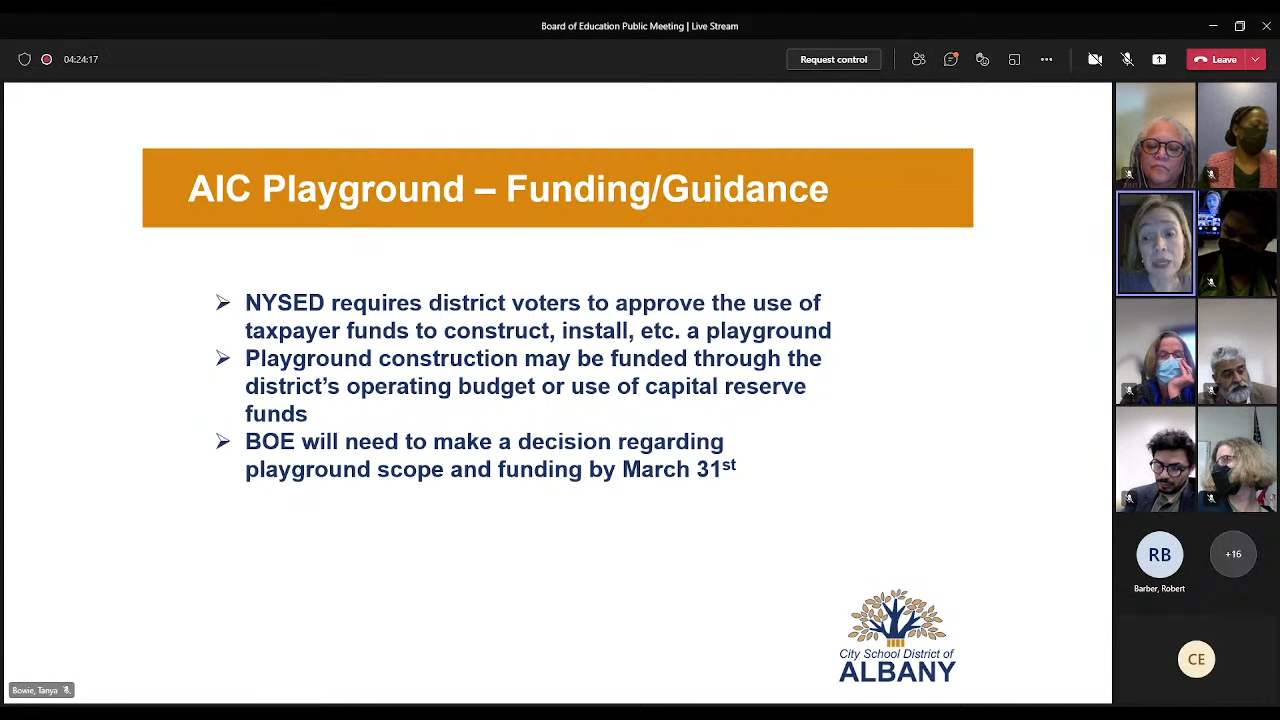 Board of Education Public Meeting | Live Stream
04:24:17
Request control
Leave
AIC Playground – Funding/Guidance
➢ NYSED requires district voters to approve the use of
taxpayer funds to construct, install, etc. a playground
➢ Playground construction may be funded through the
district's operating budget or use of capital reserve
funds
➢ BOE will need to make a decision regarding
playground scope and funding by March 31st
City School District of
ALBANY
RB
+16
Barber, Robert
CE
Bowie, Tanya